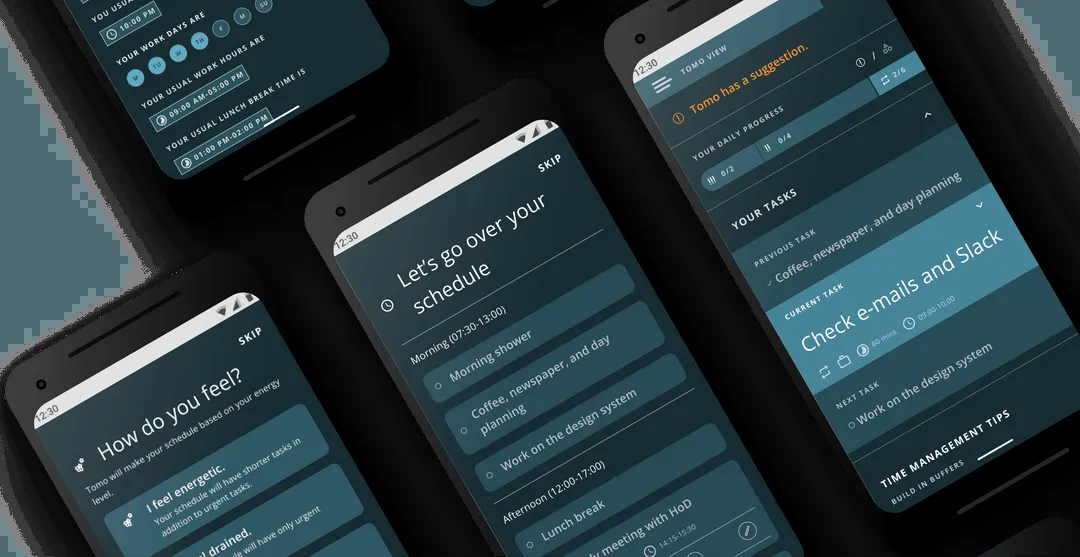 YOU USUAL
10:00 PM
YOUR WORK DAYS ARE
M TU W TH F M SU
YOUR USUAL WORK HOURS ARE
09:00 AM-05:00 PM
YOUR USUAL LUNCH BREAK TIME IS
01:00 PM-02:00 PM
12:30
SKIP
How do you feel?
Tomo will make your schedule based on your energy
level.
I feel energetic.
Your schedule will have shorter tasks in
addition to urgent tasks.
el drained.
ule will have only urgent
12:30
SKIP
Let's go over your
schedule
Morning (07:30-13:00)
Morning shower
Coffee, newspaper, and day
planing
Work on the design system
Afternoon (12:00-17:00)
Lunch break
ly meeting with HoD
14:15-15:30
12:30
TOMO VIEW
Tomo has a suggestion.
/
YOUR DAILY PROGRESS
0/2
0/4
2/6
YOUR TASKS
PREVIOUS TASK
Coffee, newspaper, and day planning
CURRENT TASK
Check e-mails and Slack
60 mins 09:00-10:00
NEXT TASK
Work on the design system
TIME MANAGEMENT TIPS
BUILD IN BUFFERS